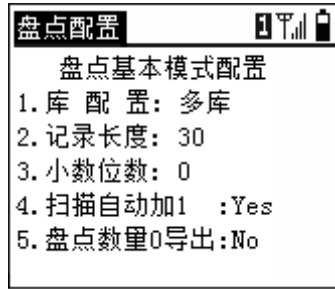 盘点配置 1
盘点基本模式配置
1.库 配 置: 多库
2.记录长度: 30
3.小数位数: 0
4.扫描自动加1  :Yes
5.盘点数量0导出:No